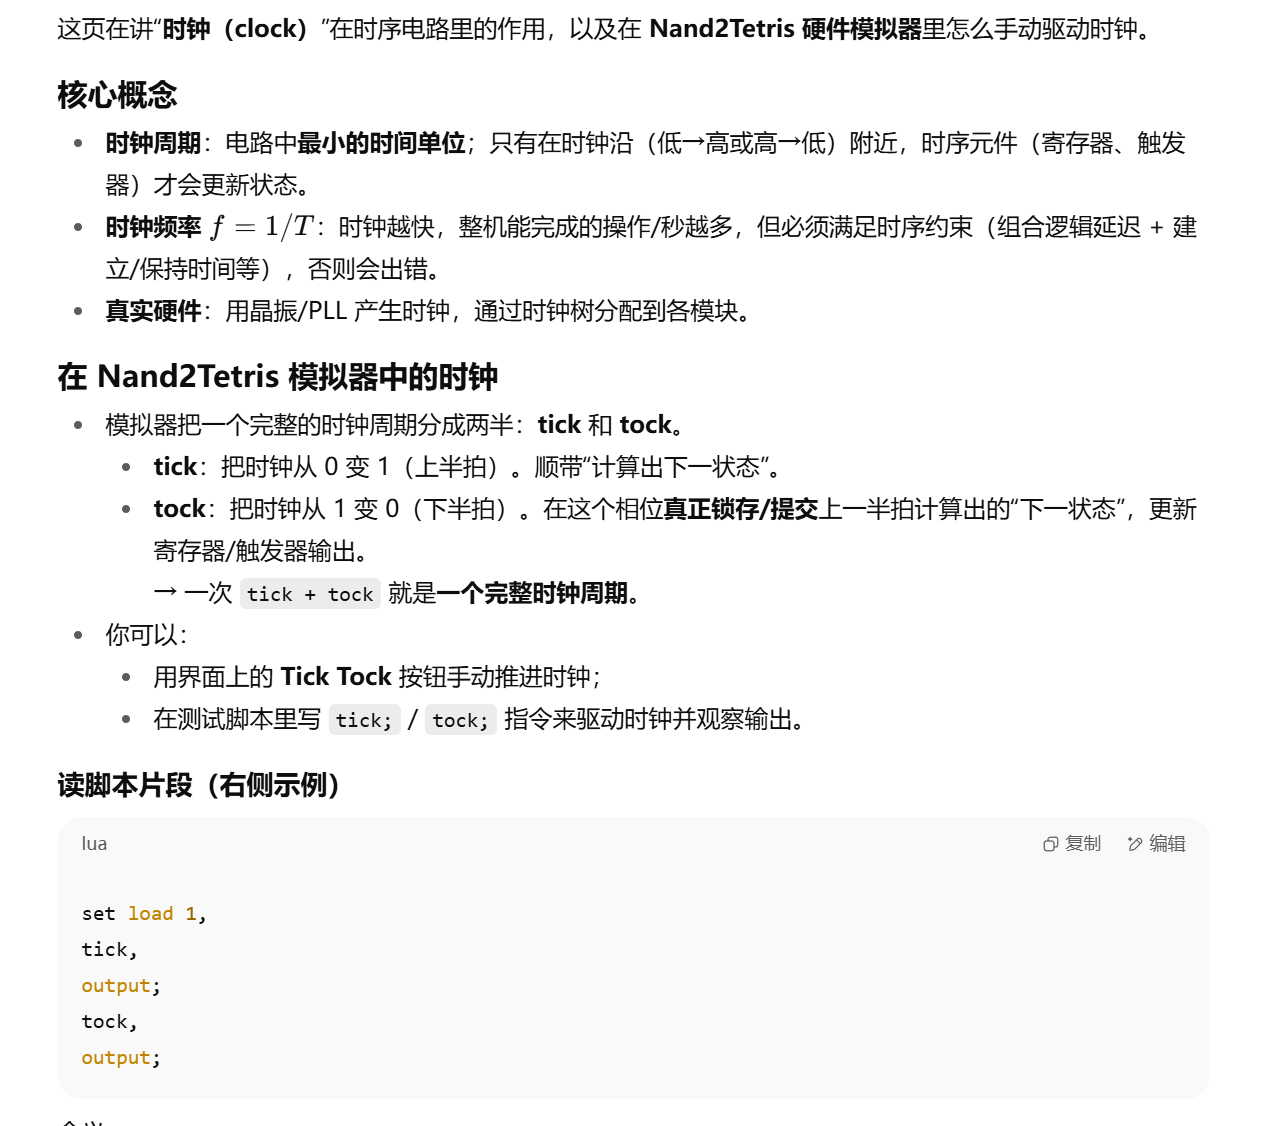 这页在讲“时钟（clock）”在时序电路里的作用，以及在 Nand2Tetris 硬件模拟器里怎么手动驱动时钟。
核心概念
时钟周期：电路中最小的时间单位；只有在时钟沿（低→高或高→低）附近，时序元件（寄存器、触发
器）才会更新状态。
时钟频率 f = 1/T：时钟越快，整机能完成的操作/秒越多，但必须满足时序约束（组合逻辑延迟 + 建
立/保持时间等），否则会出错。
真实硬件：用晶振/PLL 产生时钟，通过时钟树分配到各模块。
在 Nand2Tetris 模拟器中的时钟
模拟器把一个完整的时钟周期分成两半：tick 和 tock。
tick：把时钟从 0 变 1（上半拍）。顺带“计算出下一状态”。
tock：把时钟从 1 变 0（下半拍）。在这个相位真正锁存/提交上一半拍计算出的“下一状态”，更新
寄存器/触发器输出。
→ 一次 tick + tock 就是一个完整时钟周期。
你可以：
用界面上的 Tick Tock 按钮手动推进时钟；
在测试脚本里写 tick; / tock; 指令来驱动时钟并观察输出。
读脚本片段（右侧示例）
lua 复制 编辑
set load 1,
tick,
output;
tock,
output;